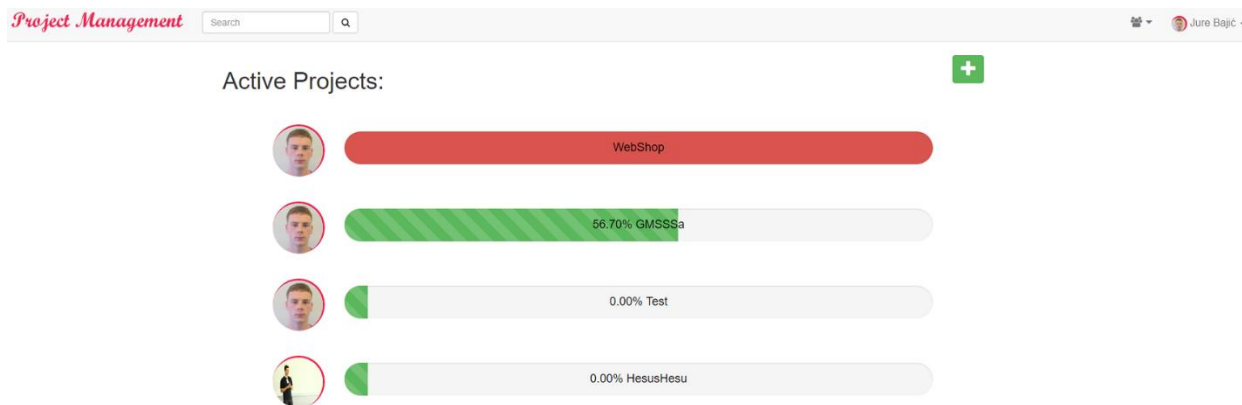 Project Management Search Jure Bajić
Active Projects:
WebShop
56.70% GMSSSa
0.00% Test
0.00% HesusHesu